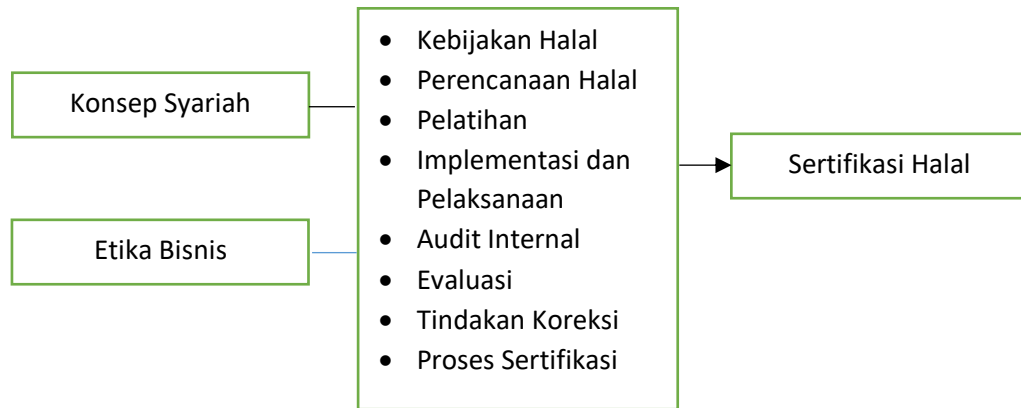 Konsep Syariah
Etika Bisnis
• Kebijakan Halal
• Perencanaan Halal
• Pelatihan
• Implementasi dan
Pelaksanaan
• Audit Internal
• Evaluasi
• Tindakan Koreksi
• Proses Sertifikasi
Sertifikasi Halal